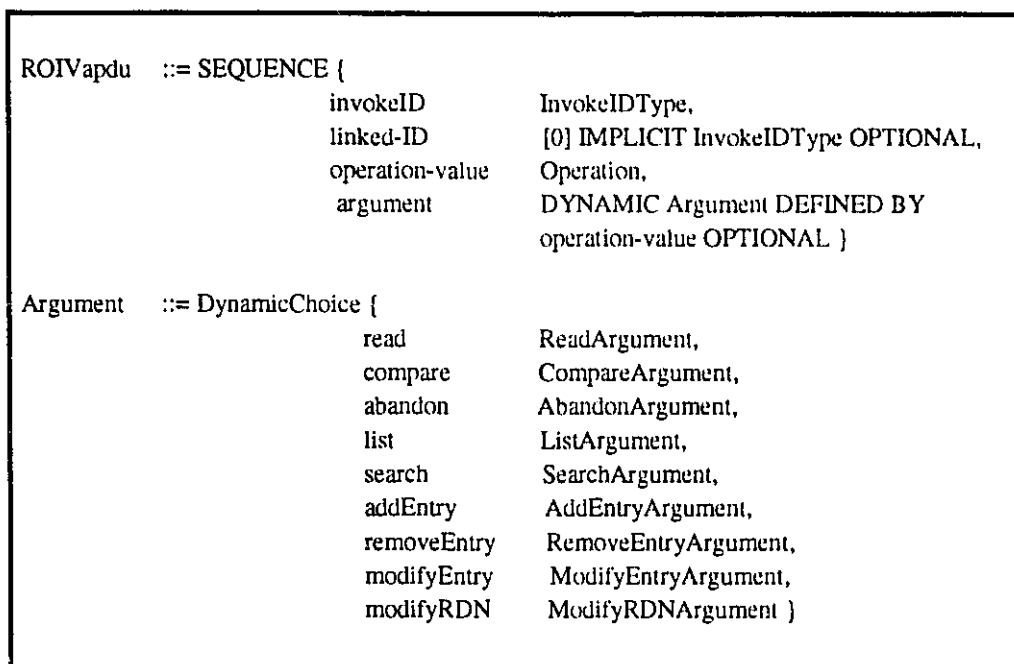 ROIVapdu ::= SEQUENCE {
invokeID InvokeIDType,
linked-ID [0] IMPLICIT InvokeIDType OPTIONAL,
operation-value Operation,
argument DYNAMIC Argument DEFINED BY
operation-value OPTIONAL }
Argument ::= DynamicChoice {
read ReadArgument,
compare CompareArgument,
abandon AbandonArgument,
list ListArgument,
search SearchArgument,
addEntry AddEntryArgument,
removeEntry RemoveEntryArgument,
modifyEntry ModifyEntryArgument,
modifyRDN ModifyRDNArgument }